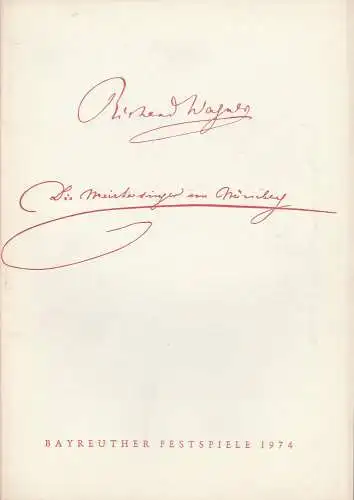 Richard Wagner
Die Meistersinger von Nürnberg
BAYREUTHER FESTSPIELE 1974